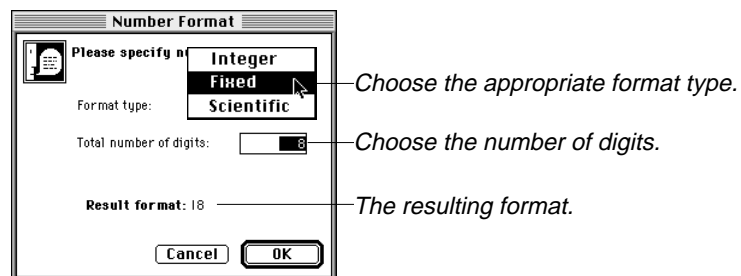 Number Format
Please specify n
Integer
Fixed
Scientific
Choose the appropriate format type.
Format type:
Total number of digits: 8
Choose the number of digits.
Result format: I8
The resulting format.
Cancel OK